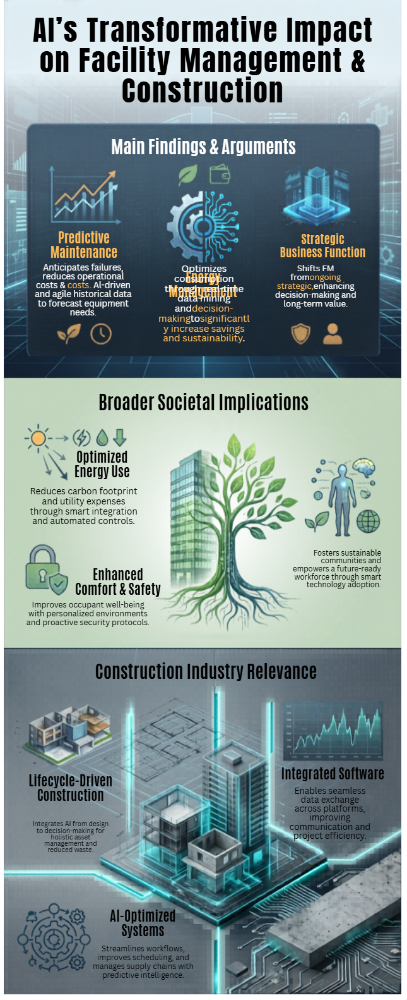 AI’s Transformative Impact
on Facility Management &
Construction
Main Findings & Arguments
Predictive
Maintenance
Anticipates failures,
reduces operational
costs & costs. AI-driven
and agile historical data
to forecast equipment
needs.
Energy
Management
Optimizes
consumption
through real-time
data-mining
anddecision-
makingtosignificantl
y increase savings
and sustainability.
Strategic
Business Function
Shifts FM
fromongoing
strategic,enhancing
decision-making and
long-term value.
Broader Societal Implications
Optimized
Energy Use
Reduces carbon footprint
and utility expenses
through smart integration
and automated controls.
Enhanced
Comfort & Safety
Improves occupant well-being
with personalized environments
and proactive security protocols.
Fosters sustainable
communities and
empowers a future-ready
workforce through smart
technology adoption.
Construction Industry Relevance
Lifecycle-Driven
Construction
Integrates AI from design
to decision-making for
holistic asset
management and
reduced waste.
Integrated Software
Enables seamless
data exchange
across platforms,
improving
communication and
project efficiency.
AI-Optimized
Systems
Streamlines workflows,
improves scheduling, and
manages supply chains with
predictive intelligence.